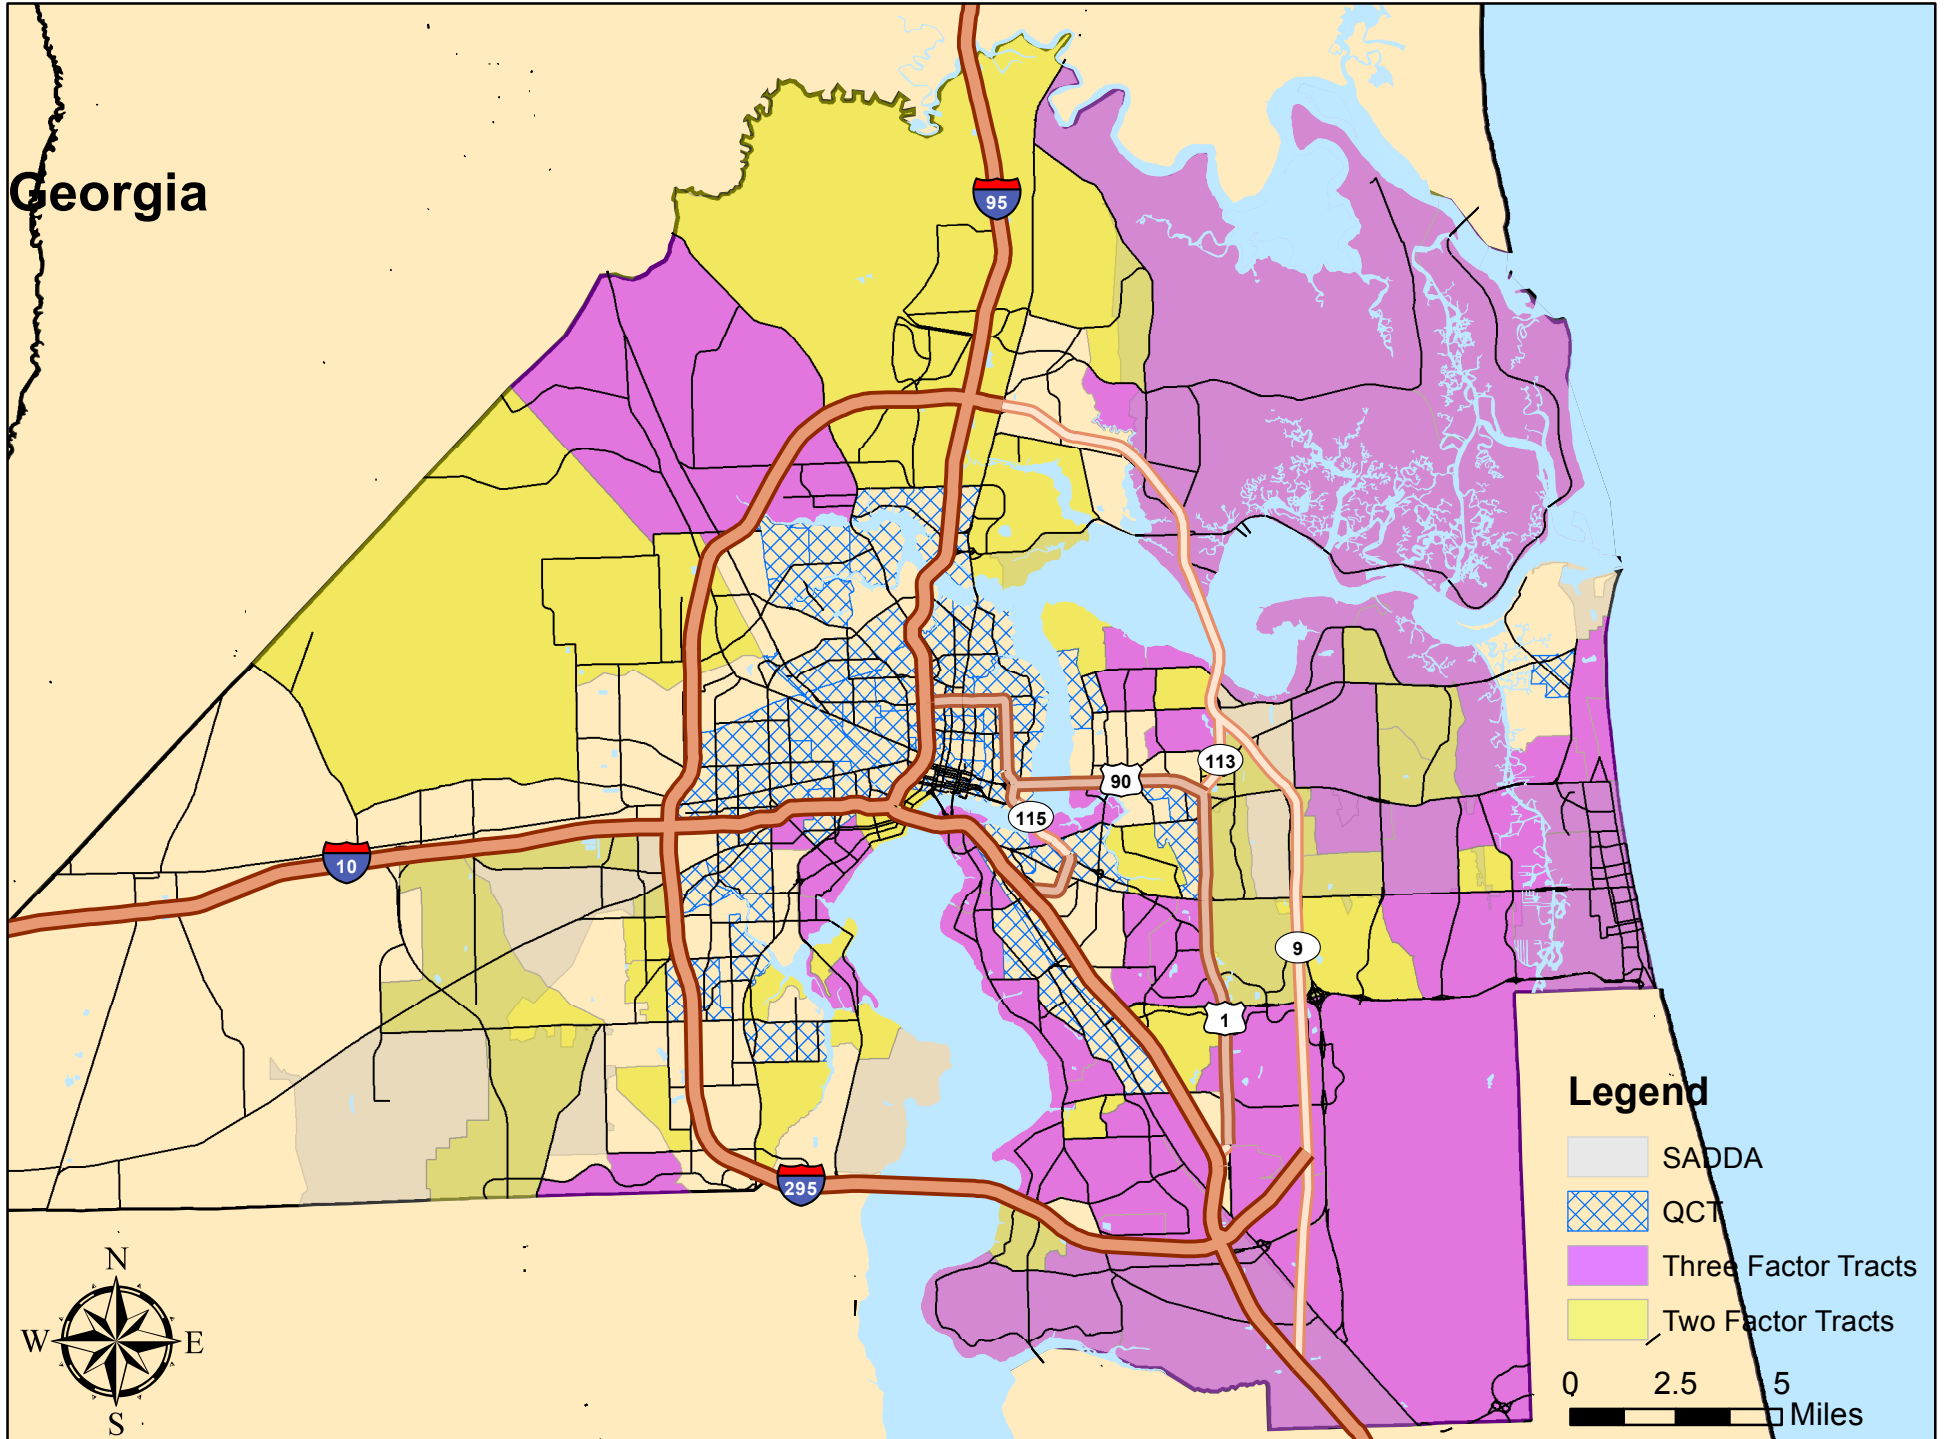 Georgia
95
113
90
115
10
9
1
295
Legend
SADDA
QCT
Three Factor Tracts
Two Factor Tracts
N
W E
S
0 2.5 5
Miles